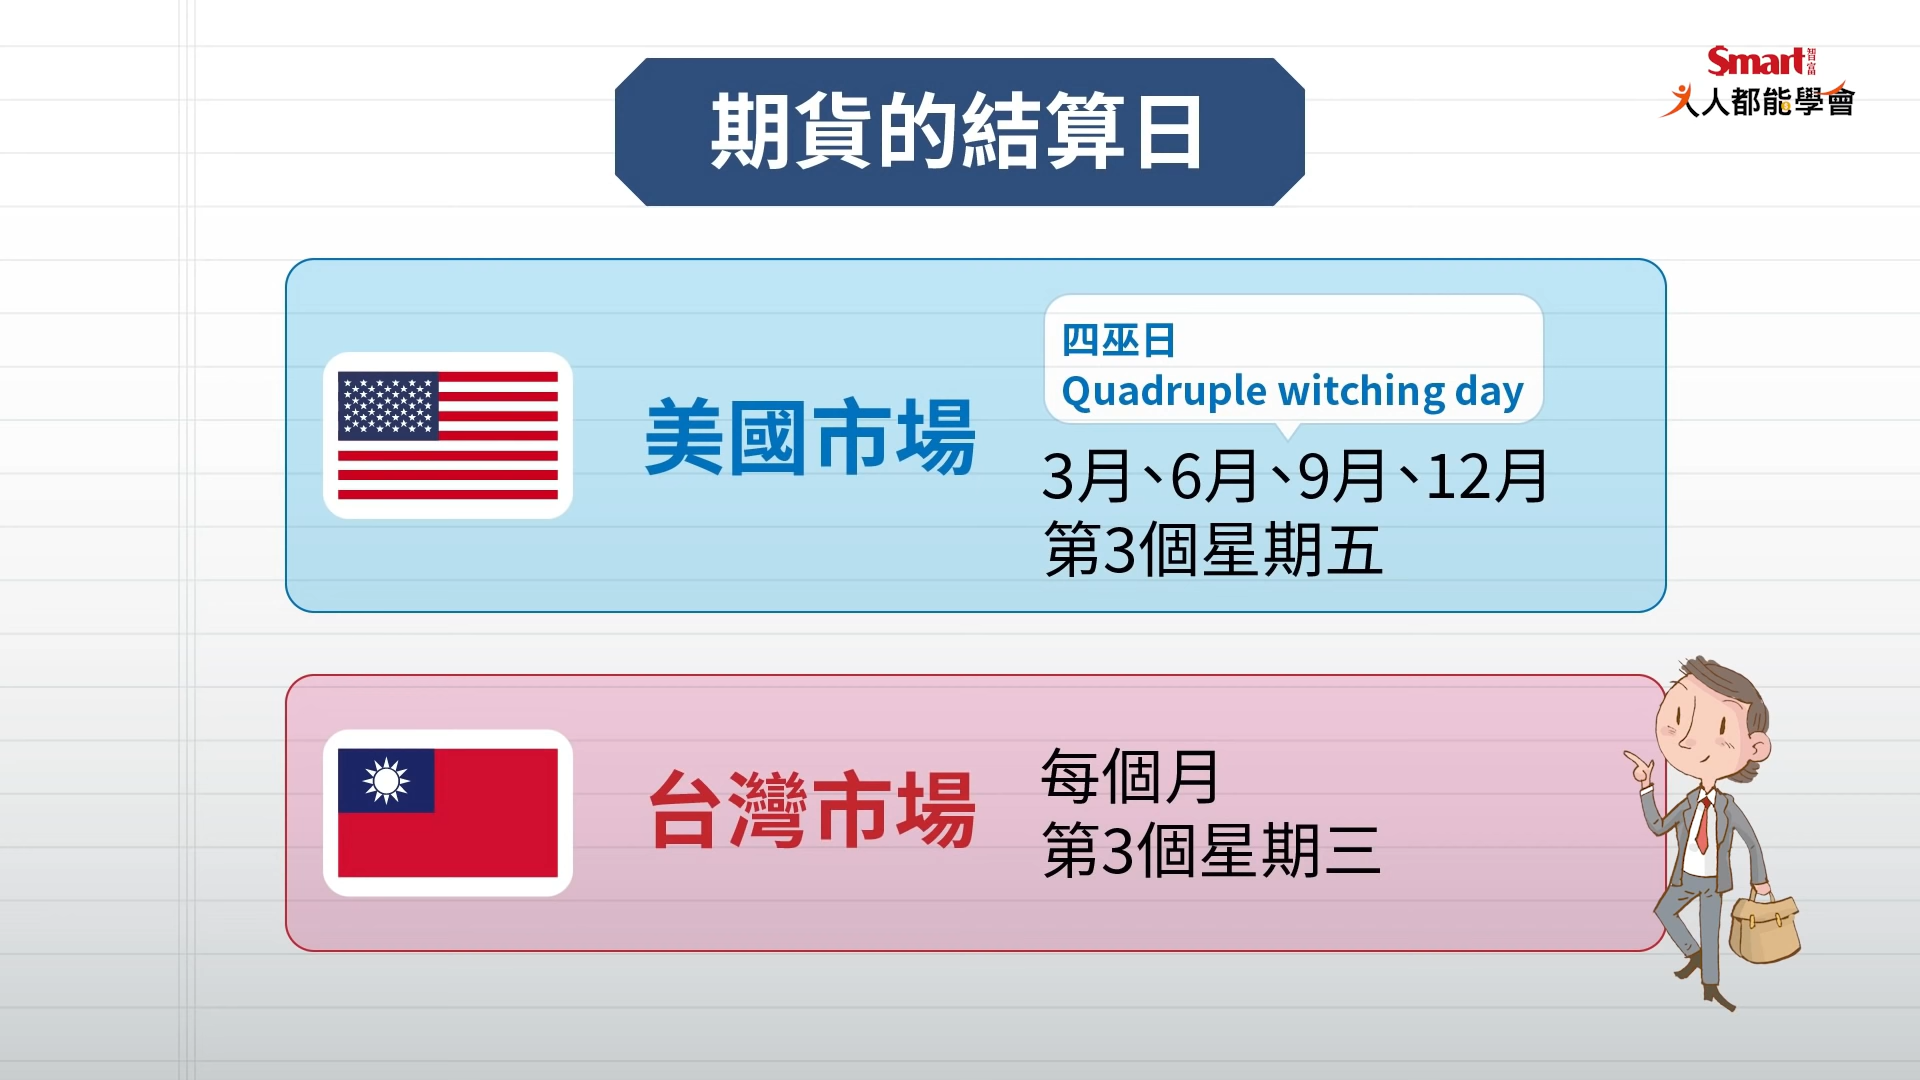 Smart智富
人人都能學會
期貨的結算日
四巫日
Quadruple witching day
美國市場
3月、6月、9月、12月
第3個星期五
台灣市場
每個月
第3個星期三